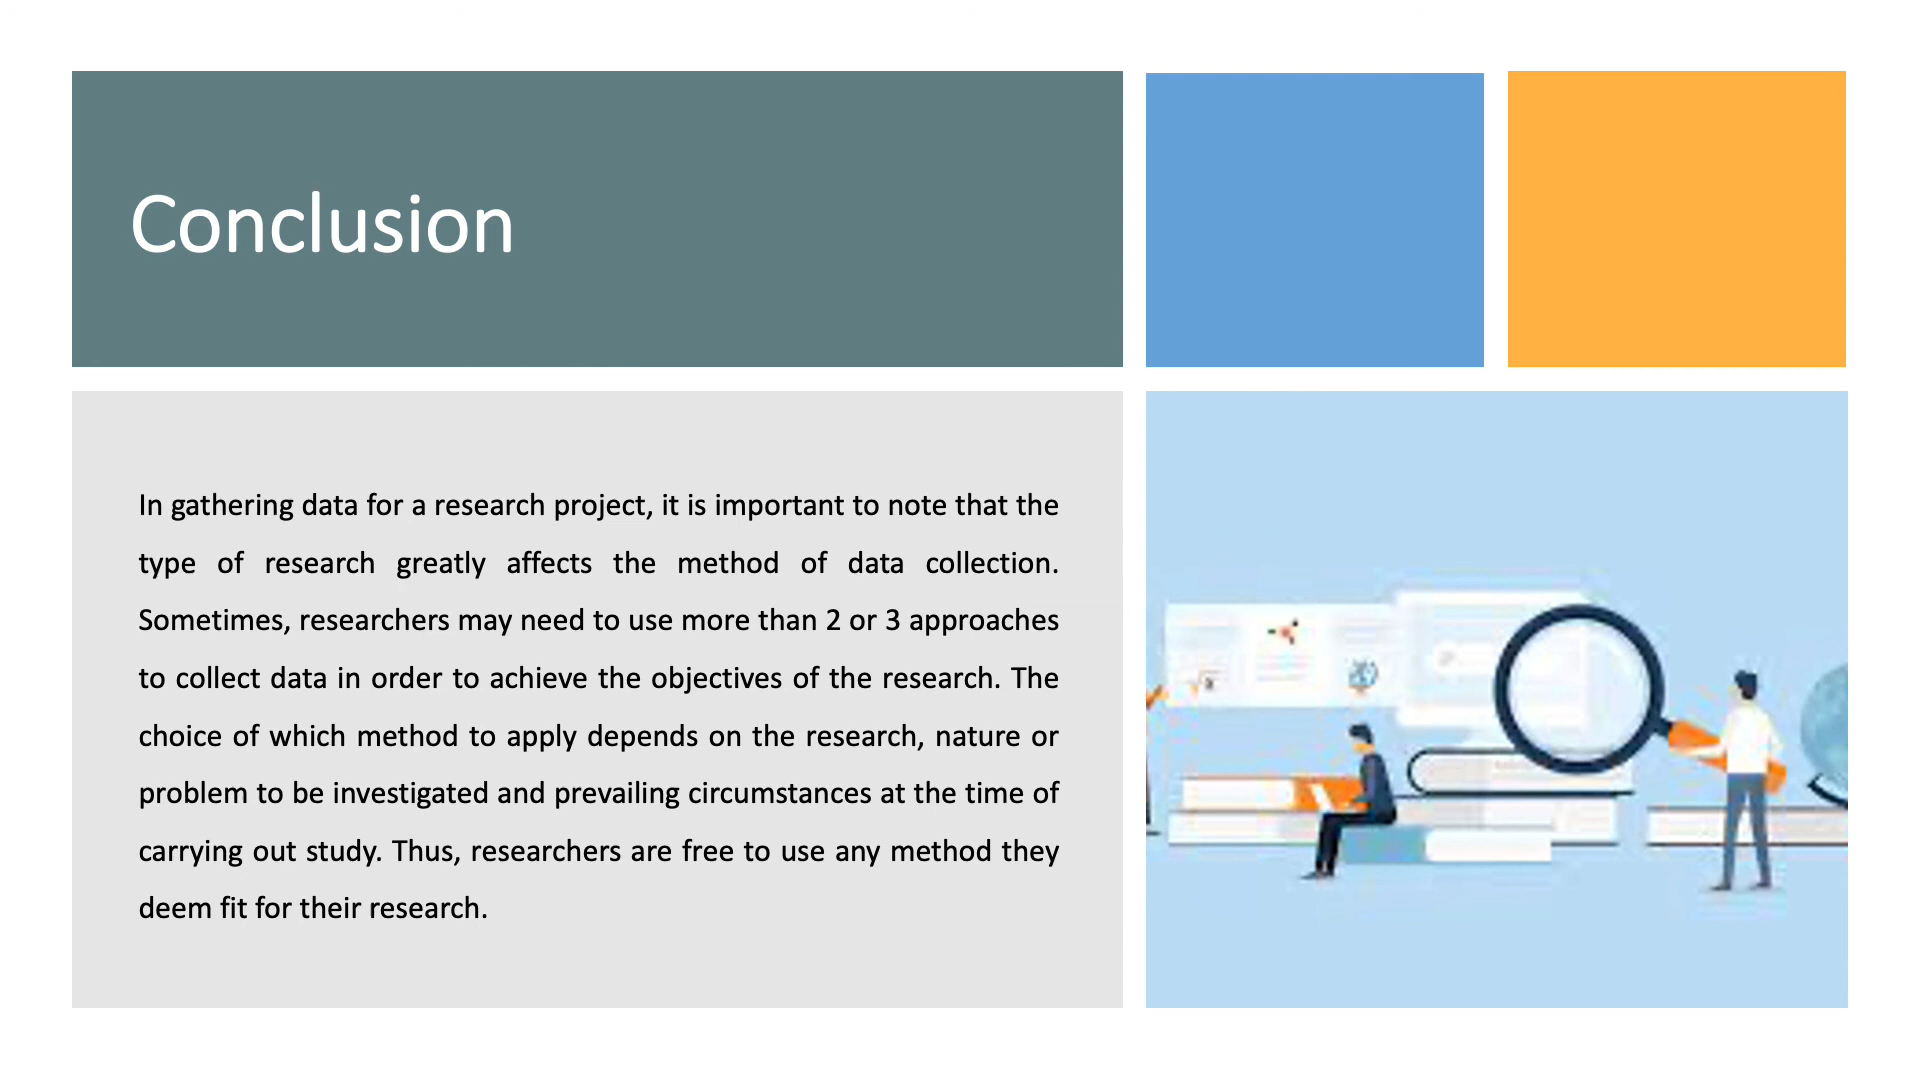 Conclusion
In gathering data for a research project, it is important to note that the
type of research greatly affects the method of data collection.
Sometimes, researchers may need to use more than 2 or 3 approaches
to collect data in order to achieve the objectives of the research. The
choice of which method to apply depends on the research, nature or
problem to be investigated and prevailing circumstances at the time of
carrying out study. Thus, researchers are free to use any method they
deem fit for their research.